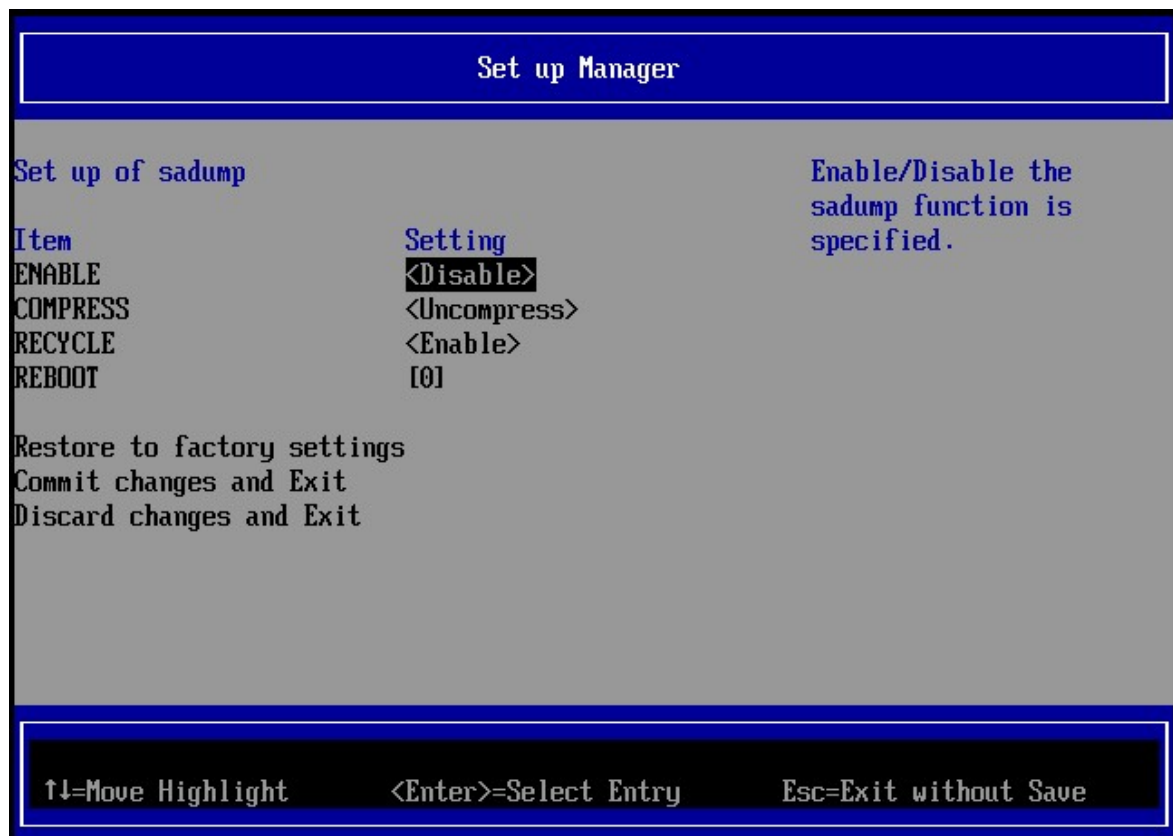 Set up Manager
Set up of sadump
Enable/Disable the
sadump function is
specified.
Item Setting
ENABLE <Disable>
COMPRESS <Uncompress>
RECYCLE <Enable>
REBOOT [0]
Restore to factory settings
Commit changes and Exit
Discard changes and Exit
↑↓=Move Highlight <Enter>=Select Entry Esc=Exit without Save